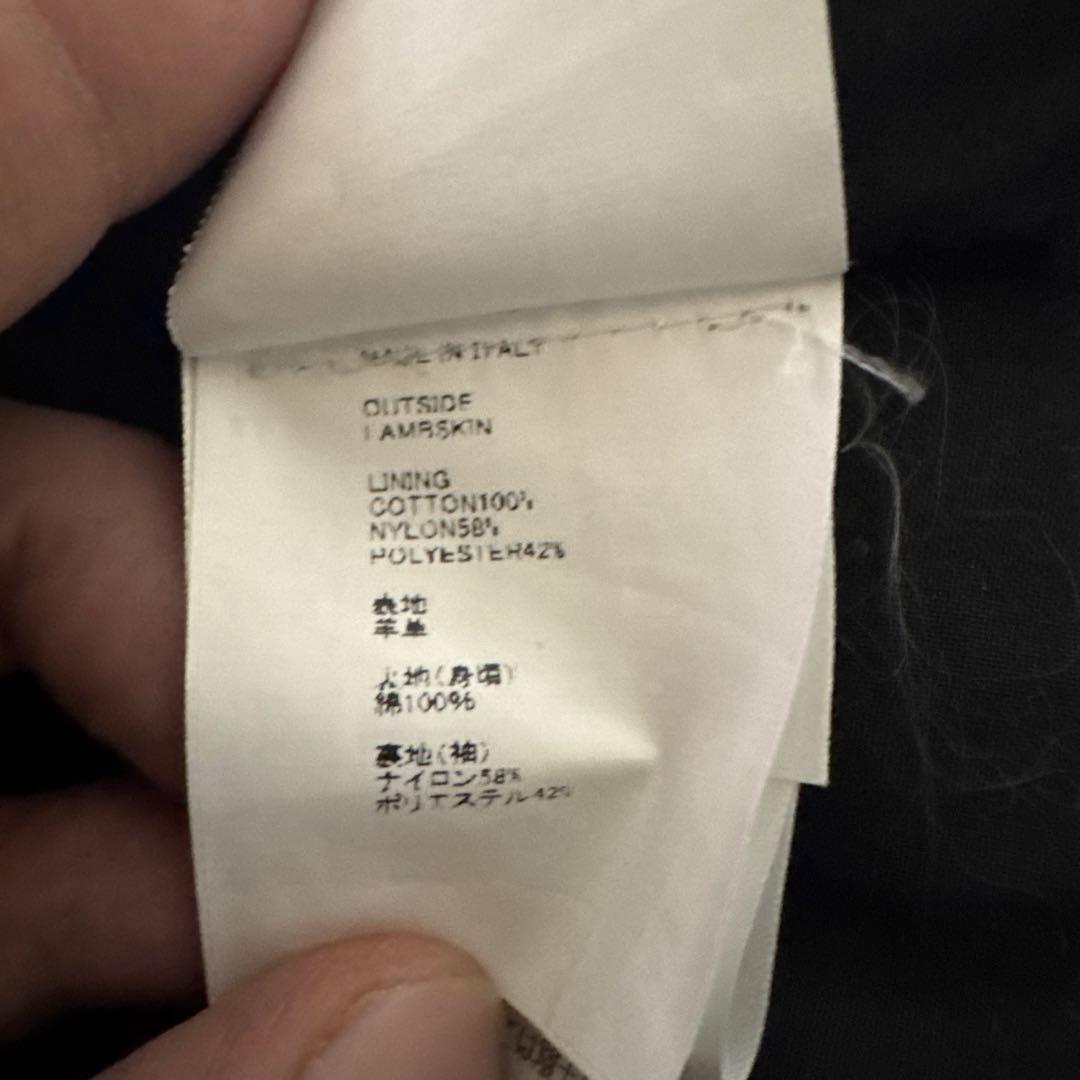 MADE IN ITALY
OUTSIDE
LAMBSKIN
LINING
COTTON100%
NYLON58%
POLYESTER42%
表地
羊革
裏地(身頃)
綿100%
裏地(袖)
ナイロン58%
ポリエステル42%